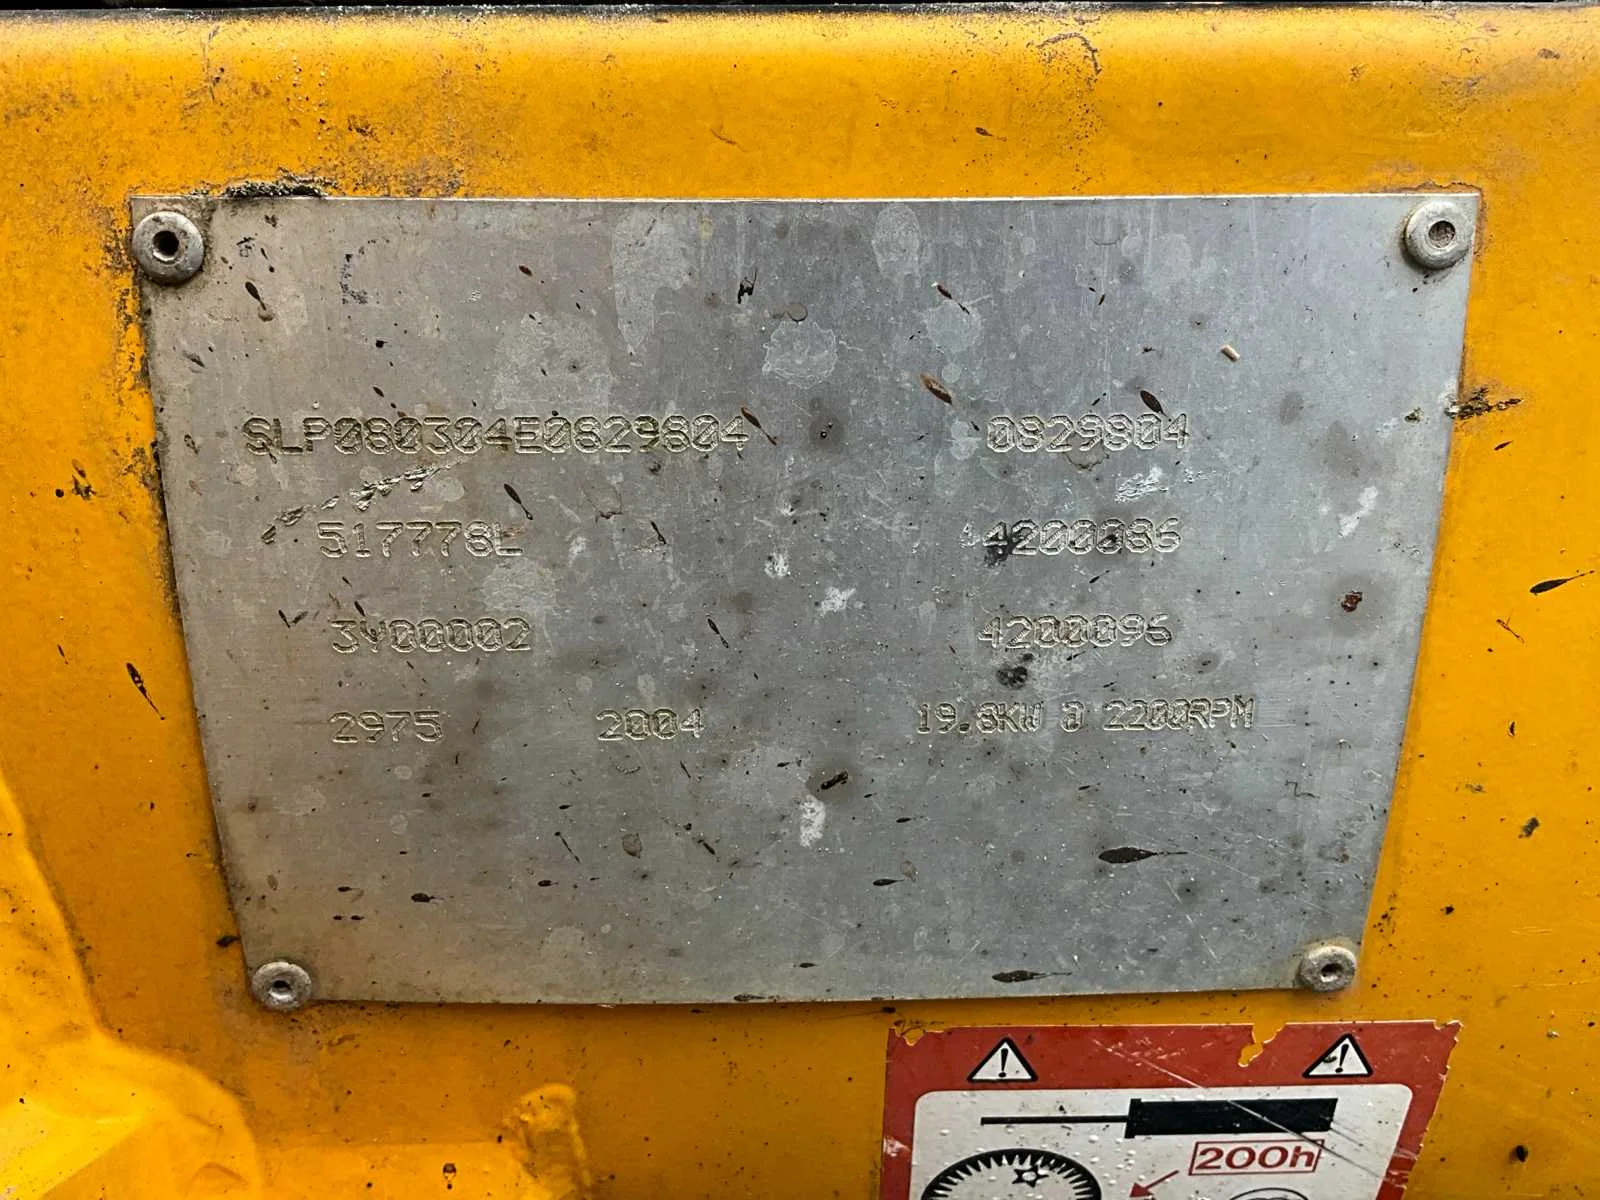 SLP080304E0829804 0829804
517778L 4200086
3Y00002 4200096
2975 2004 19.8KW @ 2200RPM
200h